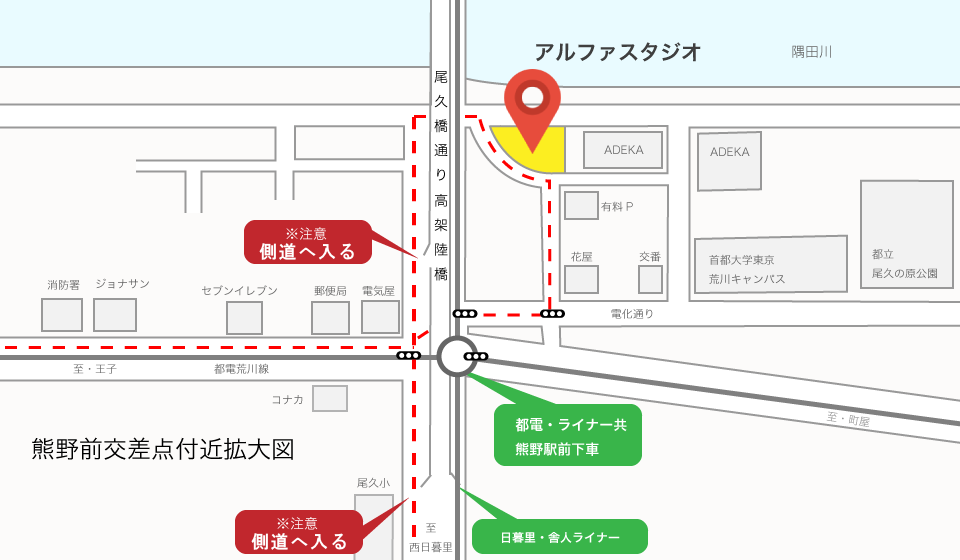 アルファスタジオ
隅田川
尾久橋通り高架陸橋
ADEKA
ADEKA
有料P
※注意
側道へ入る
花屋
交番
首都大学東京
荒川キャンパス
都立
尾久の原公園
消防署
ジョナサン
セブンイレブン
郵便局
電気屋
電化通り
至・王子
都電荒川線
コナカ
都電・ライナー共
熊野駅前下車
至・町屋
熊野前交差点付近拡大図
尾久小
※注意
側道へ入る
至
西日暮里
日暮里・舎人ライナー